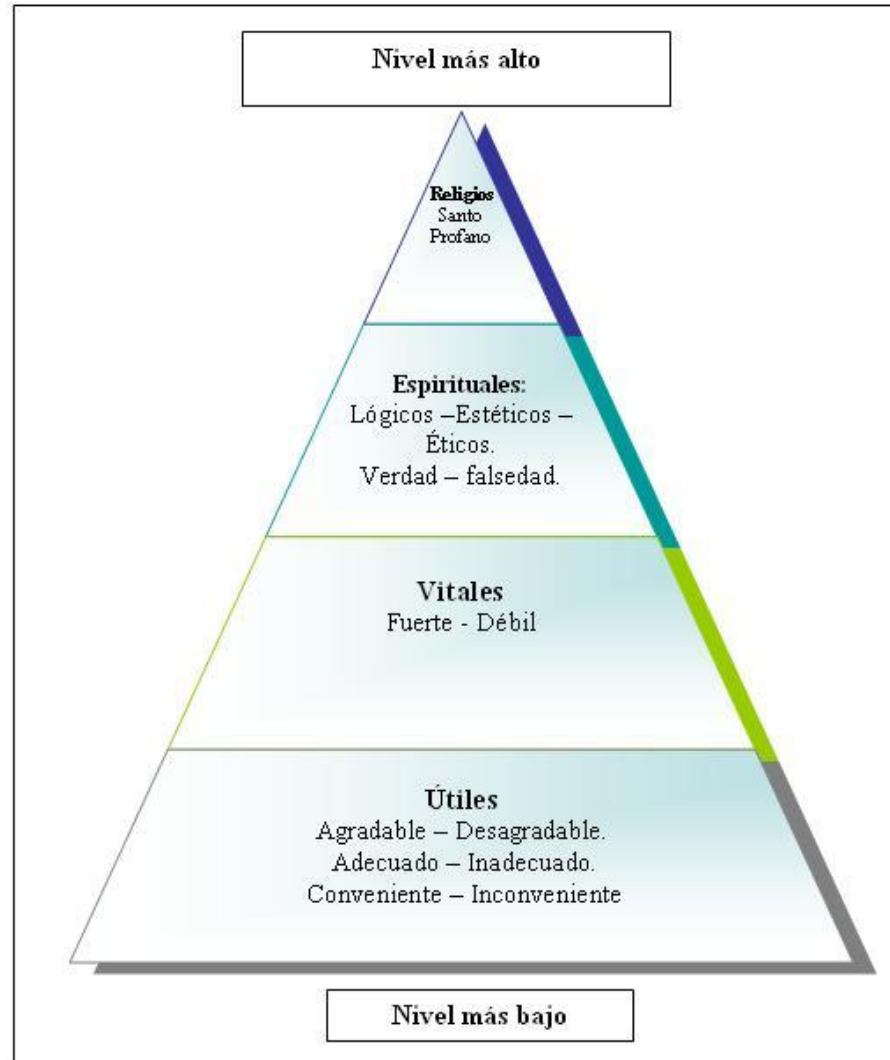 Nivel más alto
Religios
Santo
Profano
Espirituales:
Lógicos –Estéticos –
Éticos.
Verdad – falsedad.
Vitales
Fuerte - Débil
Útiles
Agradable – Desagradable.
Adecuado – Inadecuado.
Conveniente – Inconveniente
Nivel más bajo